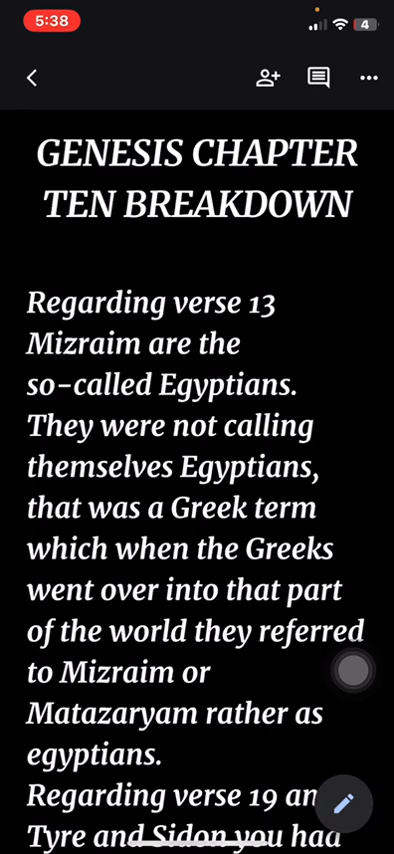 5:38
4
GENESIS CHAPTER
TEN BREAKDOWN
Regarding verse 13
Mizraim are the
so-called Egyptians.
They were not calling
themselves Egyptians,
that was a Greek term
which when the Greeks
went over into that part
of the world they referred
to Mizraim or
Matazaryam rather as
egyptians.
Regarding verse 19
Tyre and Sidon you had